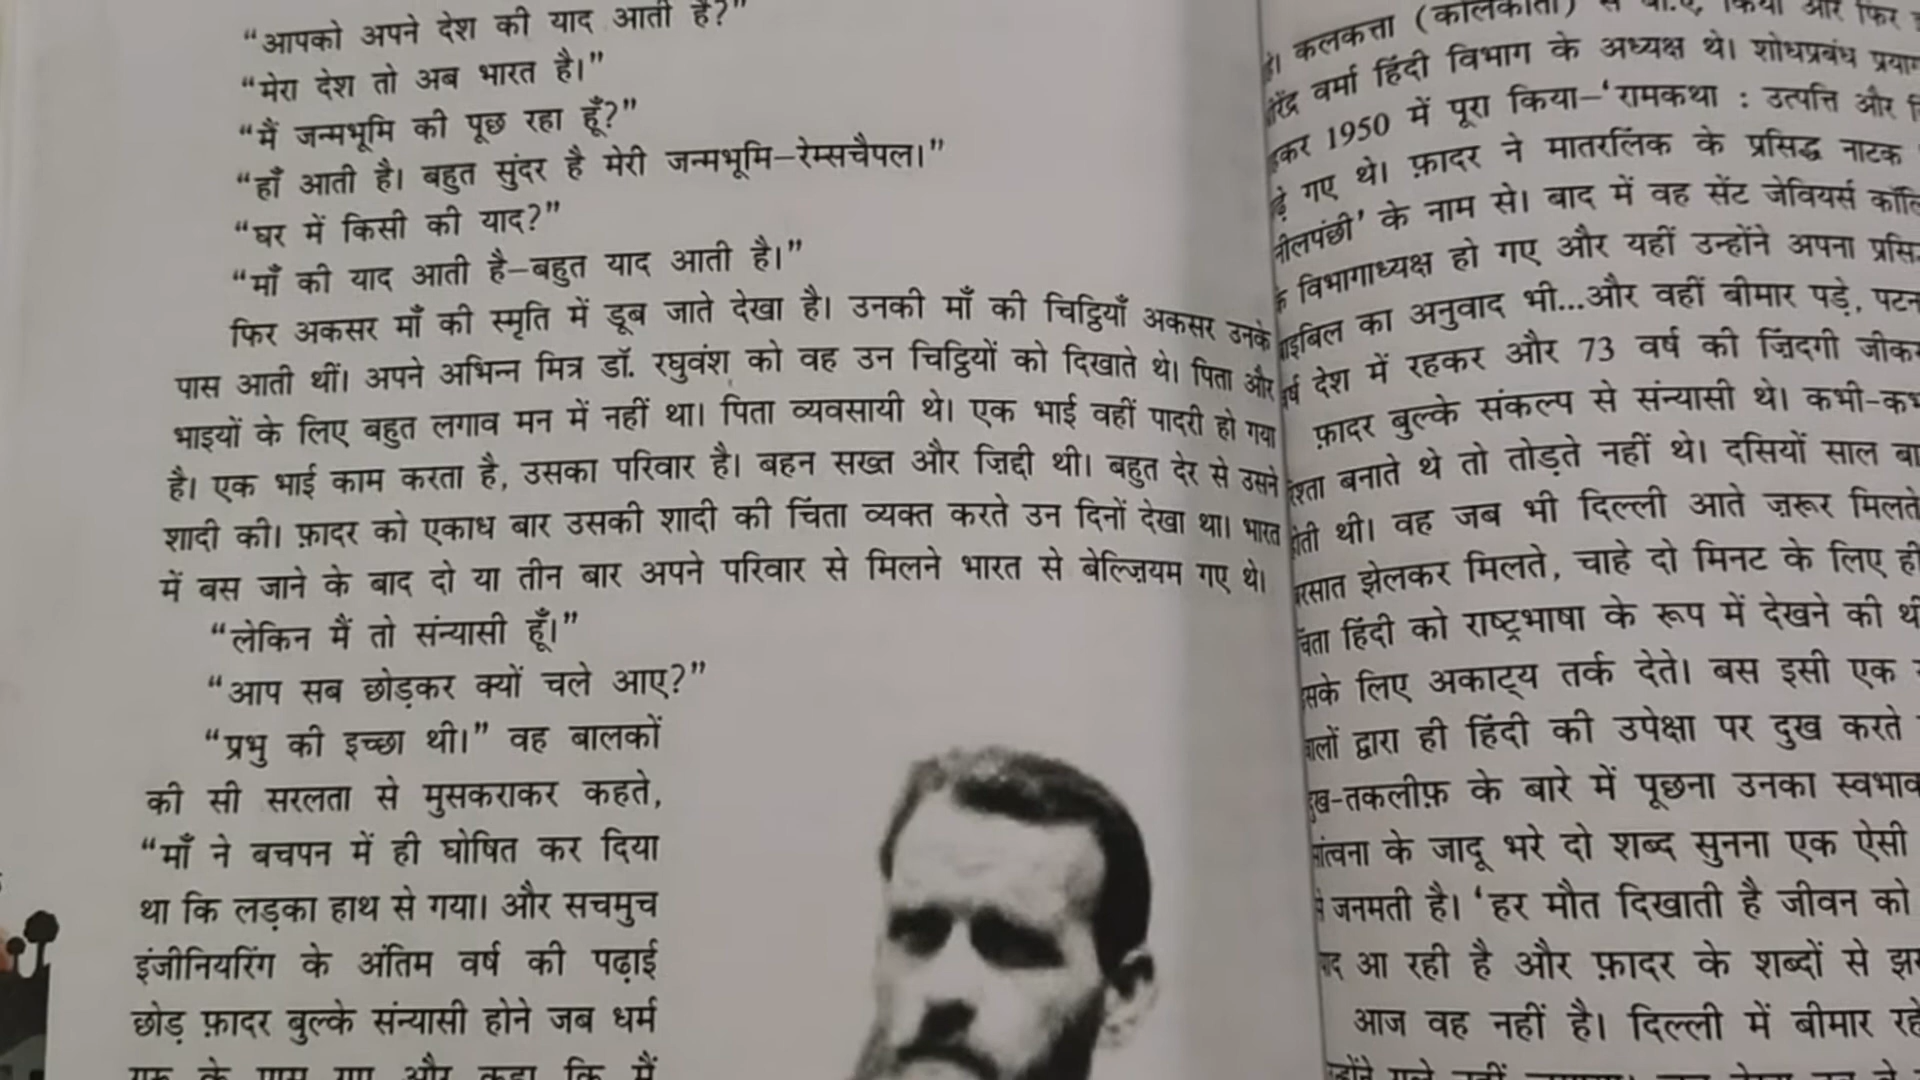 “आपको अपने देश की याद आती है?”
“मेरा देश तो अब भारत है।”
“मैं जन्मभूमि की पूछ रहा हूँ?”
“हाँ आती है। बहुत सुंदर है मेरी जन्मभूमि–रेम्सचैपल।”
“घर में किसी की याद?”
“माँ की याद आती है–बहुत याद आती है।”
फिर अकसर माँ की स्मृति में डूब जाते देखा है। उनकी माँ की चिट्ठियाँ अकसर उनके
पास आती थीं। अपने अभिन्न मित्र डॉ. रघुवंश को वह उन चिट्ठियों को दिखाते थे। पिता और
भाइयों के लिए बहुत लगाव मन में नहीं था। पिता व्यवसायी थे। एक भाई वहीं पादरी हो गया
है। एक भाई काम करता है, उसका परिवार है। बहन सख्त और ज़िद्दी थी। बहुत देर से उसने
शादी की। फ़ादर को एकाध बार उसकी शादी की चिंता व्यक्त करते उन दिनों देखा था। भारत
में बस जाने के बाद दो या तीन बार अपने परिवार से मिलने भारत से बेल्ज़ियम गए थे।
“लेकिन मैं तो संन्यासी हूँ।”
“आप सब छोड़कर क्यों चले आए?”
“प्रभु की इच्छा थी।” वह बालकों
की सी सरलता से मुसकराकर कहते,
“माँ ने बचपन में ही घोषित कर दिया
था कि लड़का हाथ से गया। और सचमुच
इंजीनियरिंग के अंतिम वर्ष की पढ़ाई
छोड़ फ़ादर बुल्के संन्यासी होने जब धर्म
और कहा कि मैं
कलकत्ता (कोलकाता) से बी.ए. किया और फिर
वर्मा हिंदी विभाग के अध्यक्ष थे। शोधप्रबंध
1950 में पूरा किया–‘रामकथा : उत्पत्ति और
गए थे। फ़ादर ने मातरलिंक के प्रसिद्ध नाटक
के नाम से। बाद में वह सेंट जेवियर्स
विभागाध्यक्ष हो गए और यहीं उन्होंने अपना
का अनुवाद भी...और वहीं बीमार पड़े,
देश में रहकर और 73 वर्ष की ज़िंदगी
फ़ादर बुल्के संकल्प से संन्यासी थे।
बनाते थे तो तोड़ते नहीं थे। दसियों साल
थी। वह जब भी दिल्ली आते ज़रूर मिलते
झेलकर मिलते, चाहे दो मिनट के लिए ही
हिंदी को राष्ट्रभाषा के रूप में देखने की
के लिए अकाट्य तर्क देते। बस इसी एक
द्वारा ही हिंदी की उपेक्षा पर दुख करते
तकलीफ़ के बारे में पूछना उनका
के जादू भरे दो शब्द सुनना एक ऐसी
जनमती है। ‘हर मौत दिखाती है जीवन को
आ रही है और फ़ादर के शब्दों से
आज वह नहीं है। दिल्ली में बीमार रहे